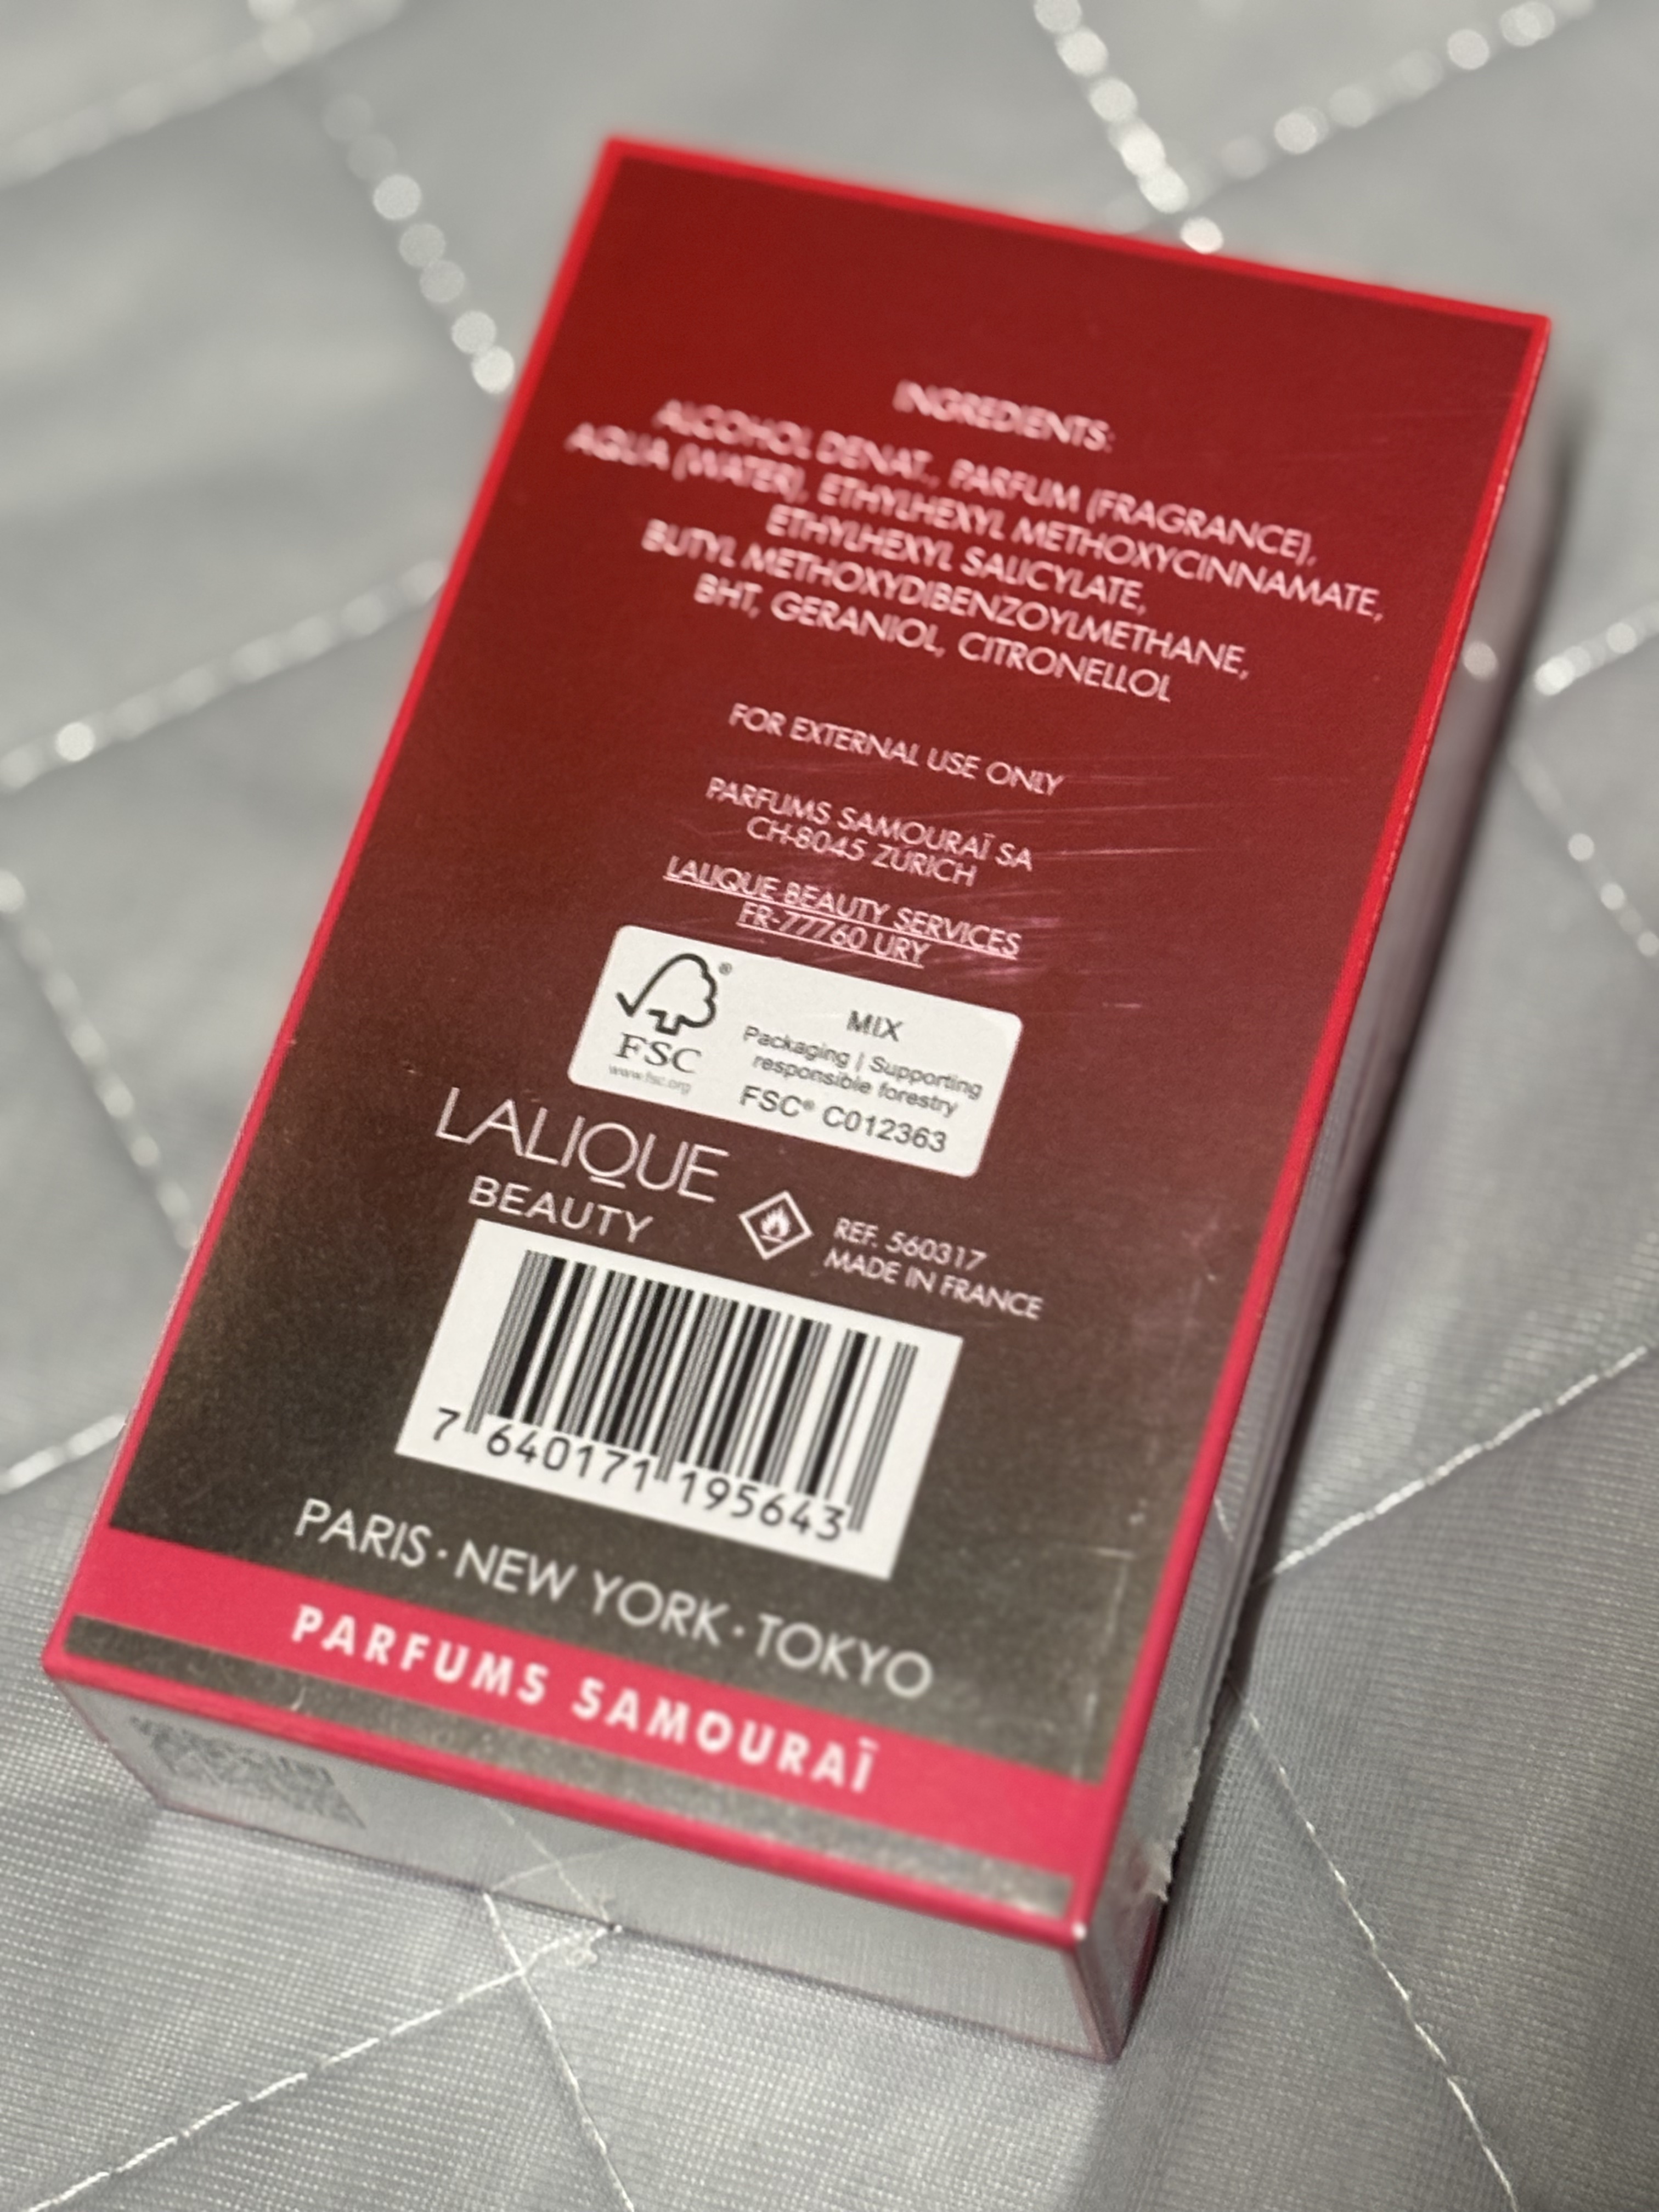 INGREDIENTS:
ALCOHOL DENAT., PARFUM (FRAGRANCE),
AQUA (WATER), ETHYLHEXYL METHOXYCINNAMATE,
ETHYLHEXYL SALICYLATE,
BUTYL METHOXYDIBENZOYLMETHANE,
BHT, GERANIOL, CITRONELLOL
FOR EXTERNAL USE ONLY
PARFUMS SAMOURAÏ SA
CH-8045 ZURICH
LALIQUE BEAUTY SERVICES
FR-77760 URY
FSC®
www.fsc.org
MIX
Packaging | Supporting
responsible forestry
FSC® C012363
LALIQUE
BEAUTY
REF. 560317
MADE IN FRANCE
7 640171 195643
PARIS · NEW YORK · TOKYO
PARFUMS SAMOURAÏ